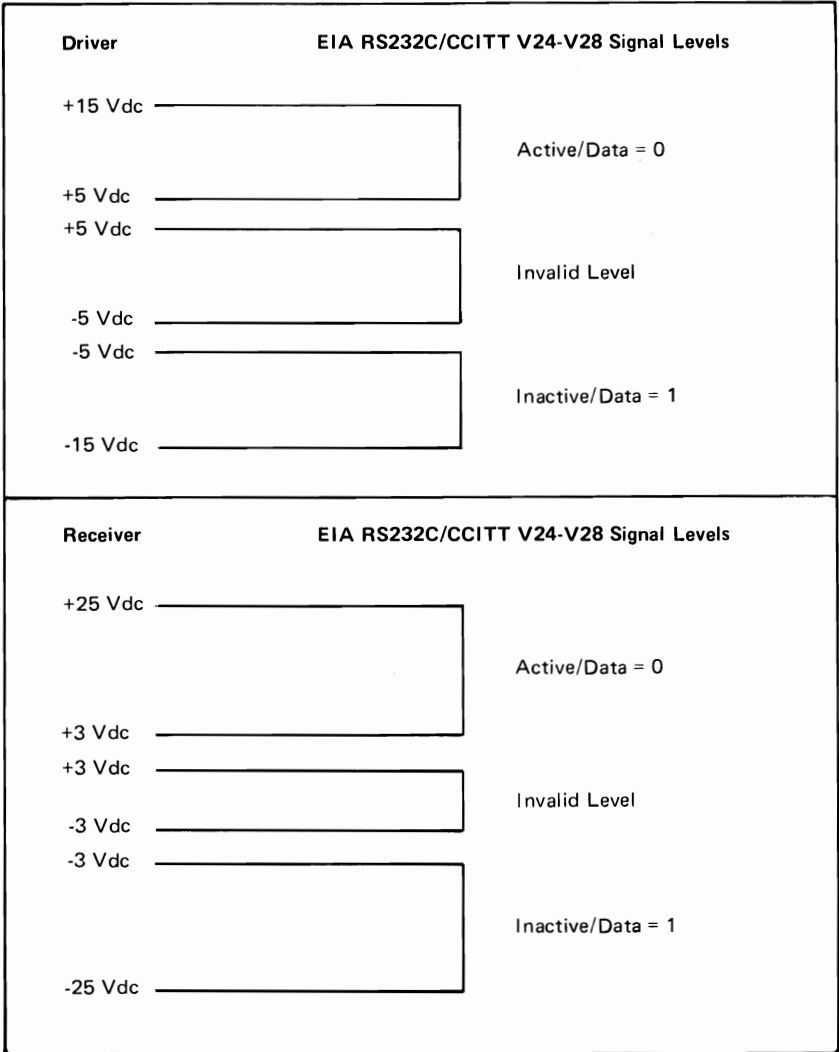 Driver EIA RS232C/CCITT V24-V28 Signal Levels
+15 Vdc
Active/Data = 0
+5 Vdc
+5 Vdc
Invalid Level
-5 Vdc
-5 Vdc
Inactive/Data = 1
-15 Vdc
Receiver EIA RS232C/CCITT V24-V28 Signal Levels
+25 Vdc
Active/Data = 0
+3 Vdc
+3 Vdc
Invalid Level
-3 Vdc
-3 Vdc
Inactive/Data = 1
-25 Vdc